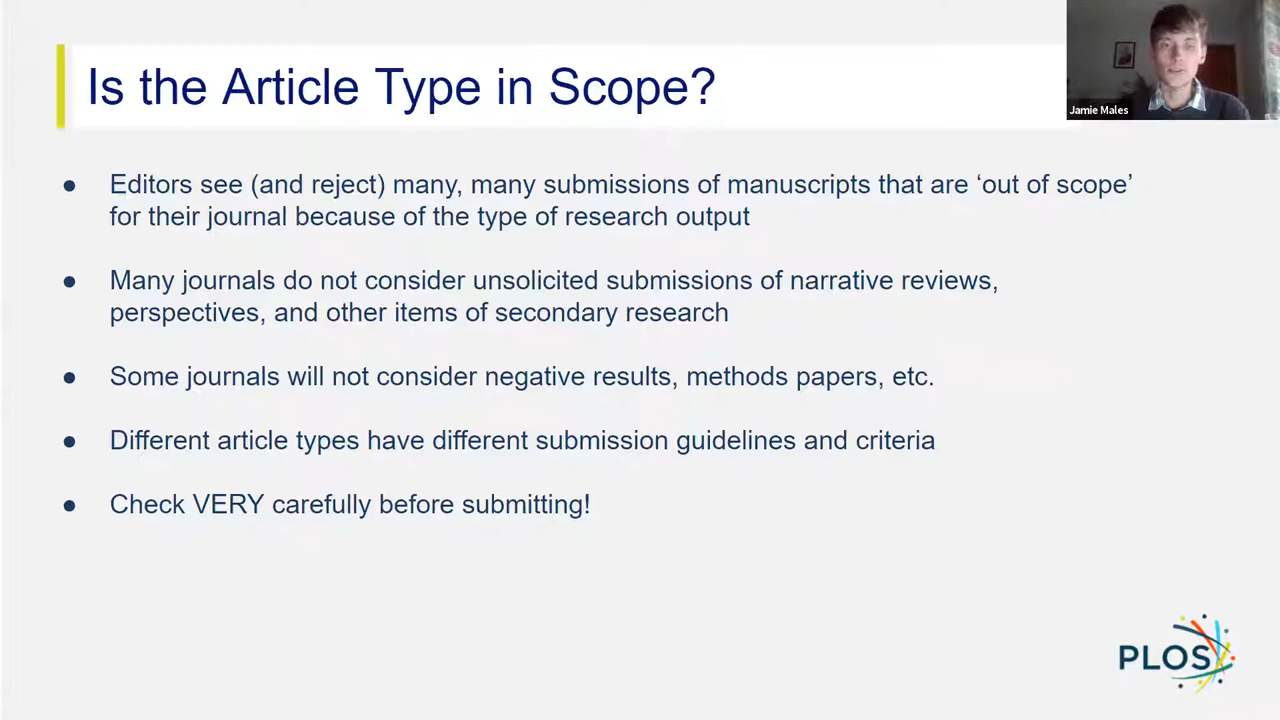 Is the Article Type in Scope?
Jamie Males
● Editors see (and reject) many, many submissions of manuscripts that are ‘out of scope’
for their journal because of the type of research output
● Many journals do not consider unsolicited submissions of narrative reviews,
perspectives, and other items of secondary research
● Some journals will not consider negative results, methods papers, etc.
● Different article types have different submission guidelines and criteria
● Check VERY carefully before submitting!
PLOS